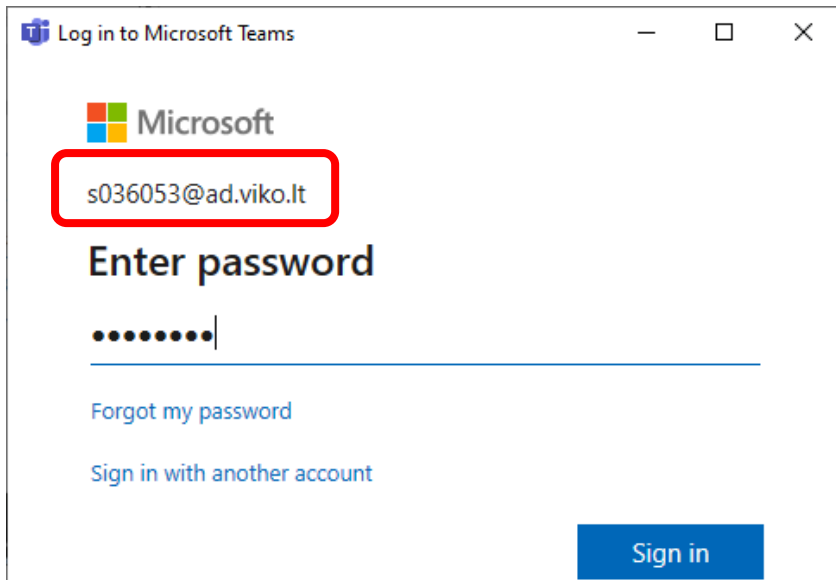 Log in to Microsoft Teams
Microsoft
s036053@ad.viko.lt
Enter password
••••••••
Forgot my password
Sign in with another account
Sign in